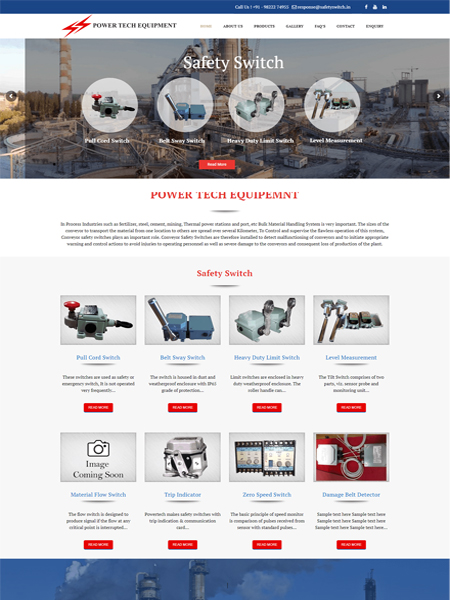 Call Us ! +91 - 98222 74955 response@safetyswitch.in
POWER TECH EQUIPMENT
HOME ABOUT US PRODUCTS GALLERY FAQ'S CONTACT ENQUIRY
Safety Switch
Pull Cord Switch Belt Sway Switch Heavy Duty Limit Switch Level Measurement
Read More
POWER TECH EQUIPEMNT
In Process Industries such as fertilizer, steel, cement, mining, Thermal power stations and port, etc Bulk Material Handling System is very important. The sizes of the
conveyor to transport the material from one location to others are spread over several Kilometer, To Control and supervise the flawless operation of this system,
Conveyor safety switches plays an important role. Conveyor Safety Switches are therefore installed to detect malfunctioning of conveyors and to initiate appropriate
warning and control actions to avoid injuries to operating personnel as well as severe damage to the conveyors and consequent loss of production of the plant.
Safety Switch
Pull Cord Switch
These switches are used as safety or
emergency switch, It is not operated
very frequently...
READ MORE
Belt Sway Switch
The switch is housed in dust and
weatherproof enclosure with IP65
grade of protection...
READ MORE
Heavy Duty Limit Switch
Limit switches are enclosed in heavy
duty weatherproof enclosure. The
roller handle can...
READ MORE
Level Measurement
The Tilt Switch comprises of two
parts, viz. sensor probe and
monitoring unit...
READ MORE
Image
Coming Soon
Material Flow Switch
The flow switch is designed to
produce signal if the flow at any
critical point is interrupted...
READ MORE
Trip Indicator
Powertech makes safety switches with
trip indication & communication
card...
READ MORE
Zero Speed Switch
The basic principle of speed monitor
is comparison of pulses received from
sensor with standard pulses...
READ MORE
Damage Belt Detector
Sample text here Sample text here
Sample text here Sample text here
Sample text here Sample text here
READ MORE